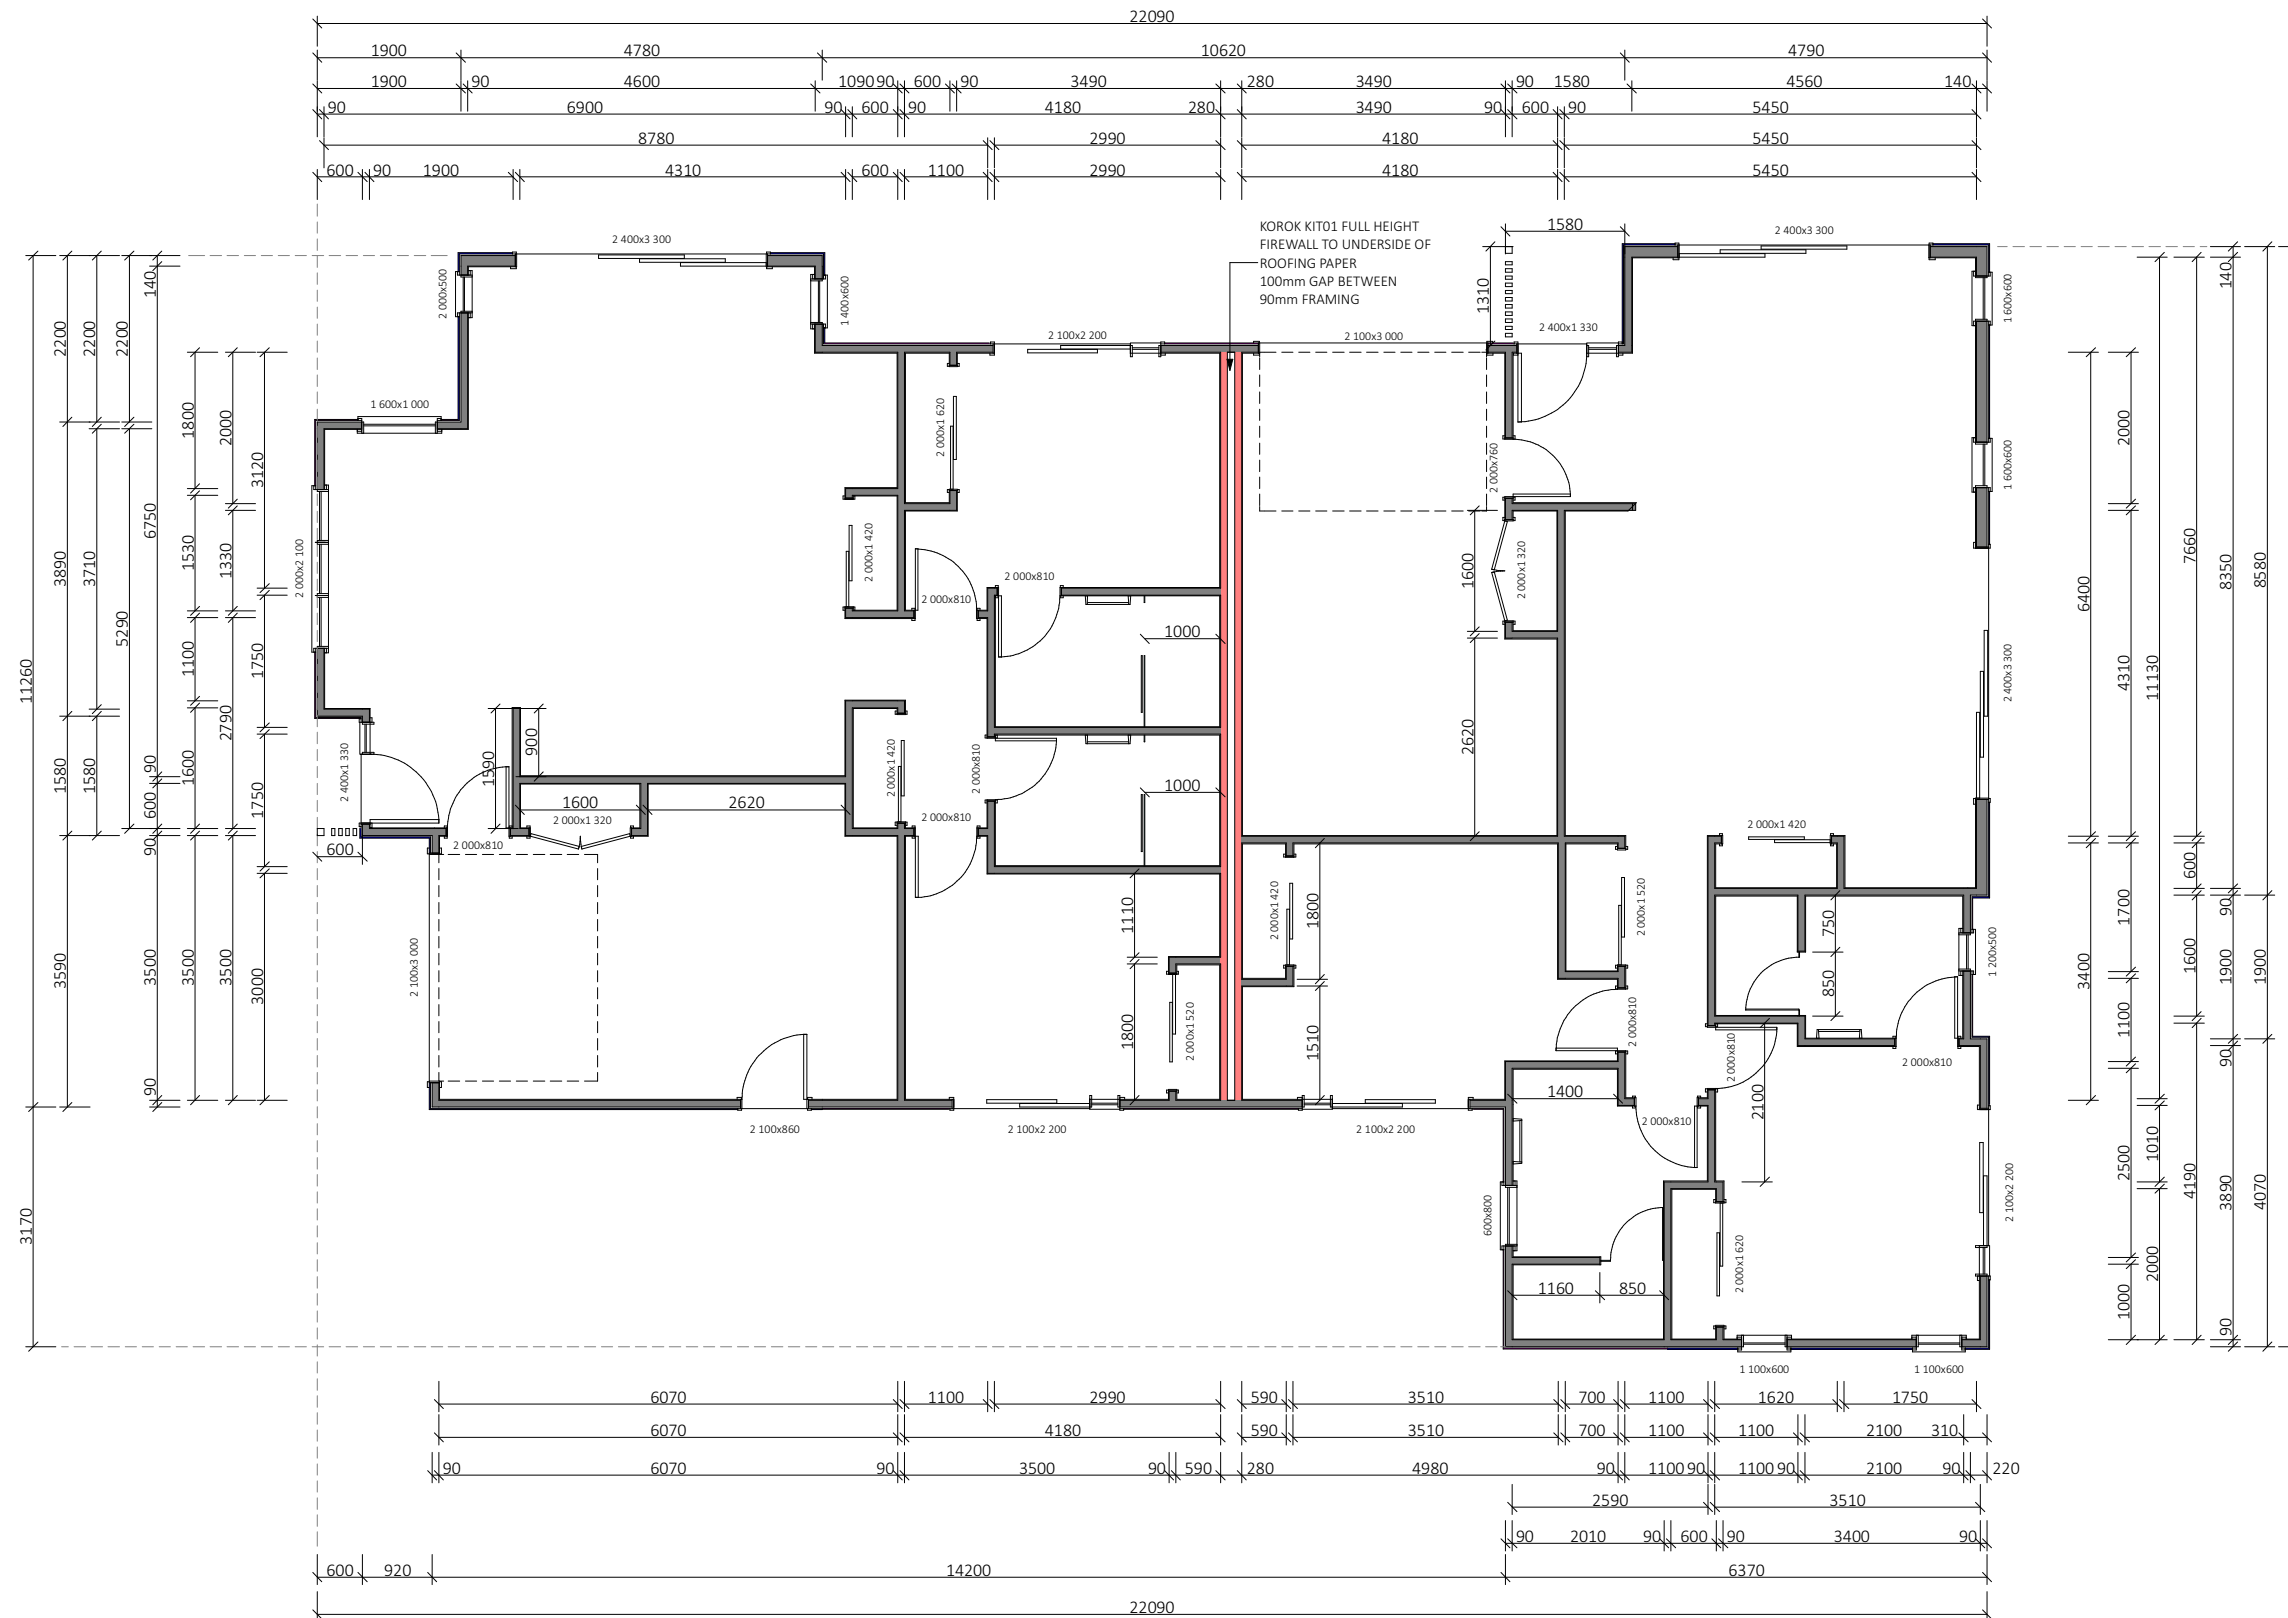 22090
1900 4780 10620 4790
1900 90 4600 1090 90 600 90 3490 280 3490 90 1580 4560 140
90 6900 90 600 90 4180 280 3490 90 600 90 5450
8780 2990 4180 5450
600 90 1900 4310 600 1100 2990 4180 5450
KOROK KIT01 FULL HEIGHT
FIREWALL TO UNDERSIDE OF
ROOFING PAPER
100mm GAP BETWEEN
90mm FRAMING
1580
1310
2 400x3 300
2 400x3 300
2 000x500
1 400x600
2 100x2 200
2 100x3 000
2 400x1 330
1 600x600
1 600x1 000
2 000x1 620
2 000x760
1 600x600
2 000x2 100
2 000x1 420
2 000x810
2 000x810
1600
2 000x1 320
1000
2620
2 400x3 300
2 400x1 330
1590
900
2 000x1 420
2 000x810
1000
1600
2620
2 000x1 320
2 000x810
2 000x810
600
2 000x1 420
2 100x3 000
1110
1800
2 000x1 520
2 000x1 420
1800
1510
2 000x1 520
750
850
1 200x500
2 000x810
2 000x810
2 000x810
2100
1400
2 000x810
2 100x860
2 100x2 200
2 100x2 200
600x800
2 000x1 620
2 100x2 200
1160 850
1 100x600
1 100x600
11260
3170
2200
3890
1580
3590
2200
3710
1580
2200
5290
140
6750
90
600
90
3500
90
1800
1530
1100
1600
3500
2000
1330
2790
3500
3120
1750
1750
3000
6400
3400
2000
4310
1700
1100
2500
1000
11130
1010
2000
7660
600
1600
4190
140
8350
90
1900
90
3890
90
8580
1900
4070
6070 1100 2990 590 3510 700 1100 1620 1750
6070 4180 590 3510 700 1100 1100 2100 310
90 6070 90 3500 90 590 280 4980 90 1100 90 1100 90 2100 90 220
2590 3510
90 2010 90 600 90 3400 90
600 920 14200 6370
22090